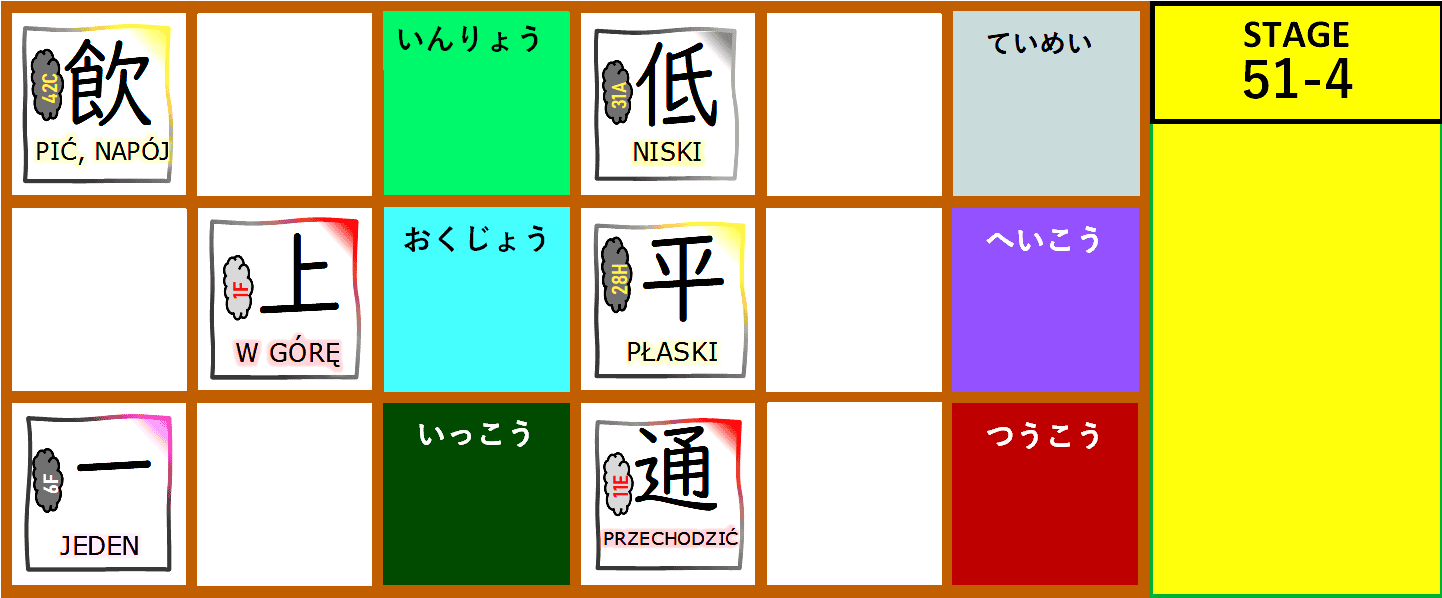 42C
飲
PIĆ, NAPÓJ
いんりょう
31A
低
NISKI
ていめい
STAGE
51-4
1F
上
W GÓRĘ
おくじょう
28H
平
PŁASKI
へいこう
6F
一
JEDEN
いっこう
11E
通
PRZECHODZIĆ
つうこう